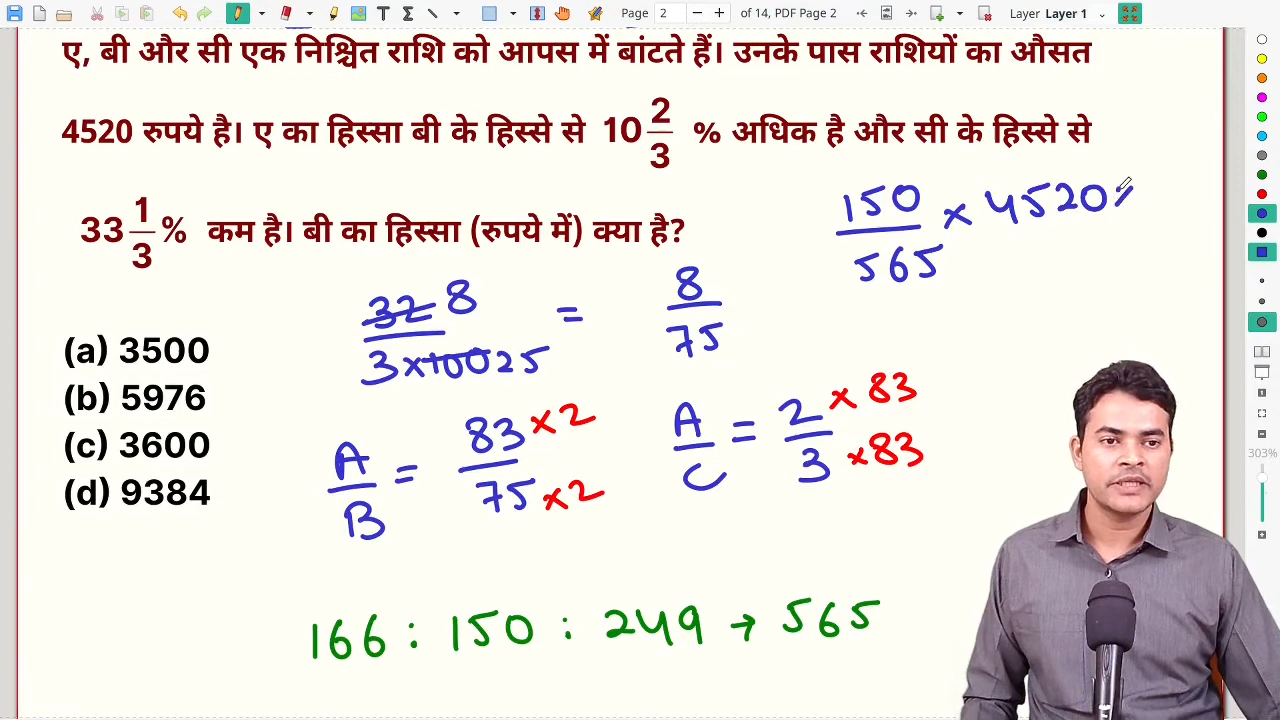 Page 2 of 14, PDF Page 2 Layer Layer 1
ए, बी और सी एक निश्चित राशि को आपस में बांटते हैं। उनके पास राशियों का औसत
4520 रुपये है। ए का हिस्सा बी के हिस्से से 10 2/3 % अधिक है और सी के हिस्से से
33 1/3 % कम है। बी का हिस्सा (रुपये में) क्या है?
150/565 × 4520
(a) 3500
(b) 5976
(c) 3600
(d) 9384
32 8 / 3×100 25 = 8/75
A/B = 83×2 / 75×2
A/C = 2×83 / 3×83
166 : 150 : 249 → 565
303%